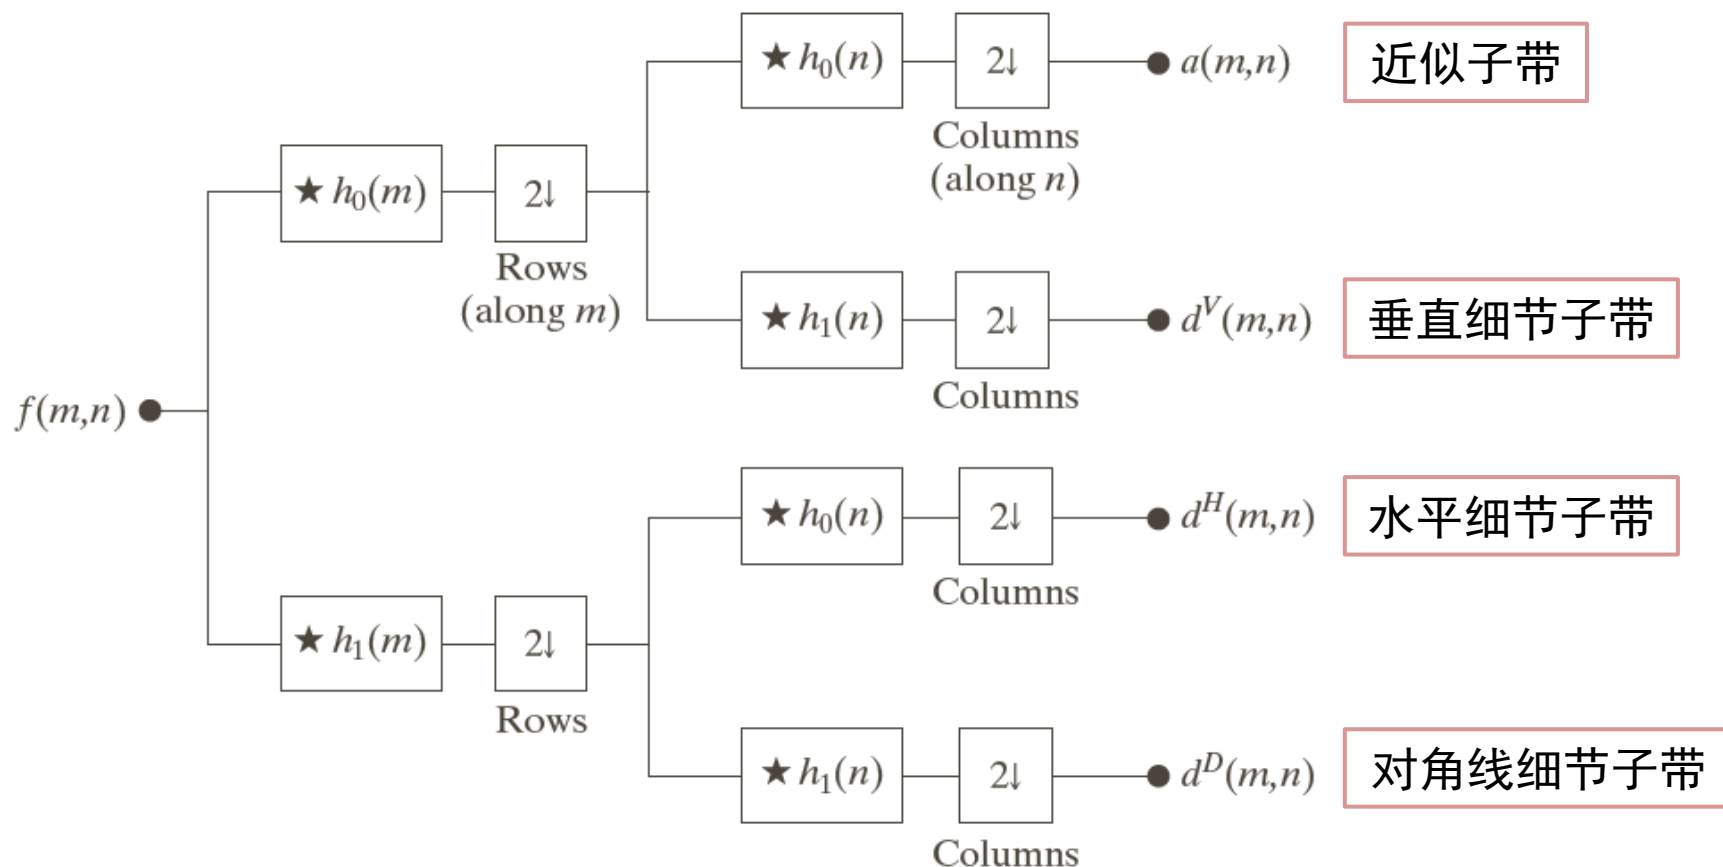 ★ h₀(n)
2↓
a(m,n)
近似子带
Columns
(along n)
★ h₀(m)
2↓
Rows
(along m)
★ h₁(n)
2↓
dⱽ(m,n)
垂直细节子带
Columns
f(m,n)
★ h₀(n)
2↓
dᴴ(m,n)
水平细节子带
Columns
★ h₁(m)
2↓
Rows
★ h₁(n)
2↓
dᴰ(m,n)
对角线细节子带
Columns